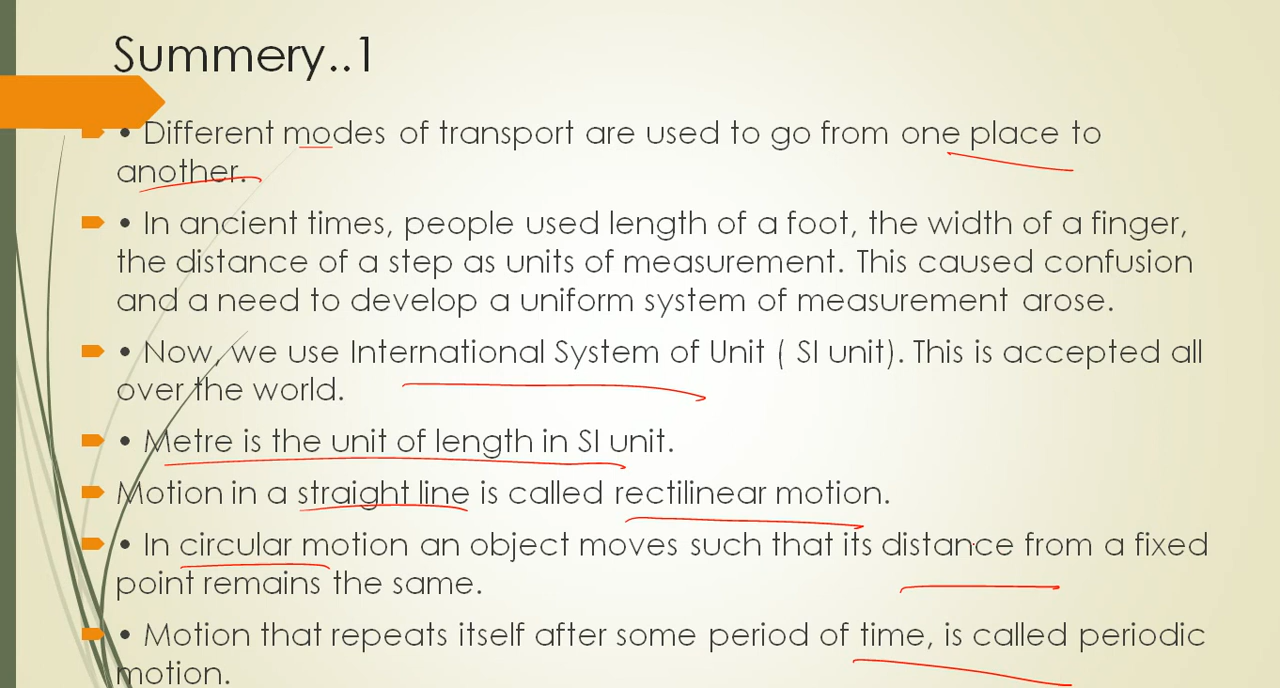 Summery..1
• Different modes of transport are used to go from one place to
another.
• In ancient times, people used length of a foot, the width of a finger,
the distance of a step as units of measurement. This caused confusion
and a need to develop a uniform system of measurement arose.
• Now, we use International System of Unit ( SI unit). This is accepted all
over the world.
• Metre is the unit of length in SI unit.
Motion in a straight line is called rectilinear motion.
• In circular motion an object moves such that its distance from a fixed
point remains the same.
• Motion that repeats itself after some period of time, is called periodic
motion.